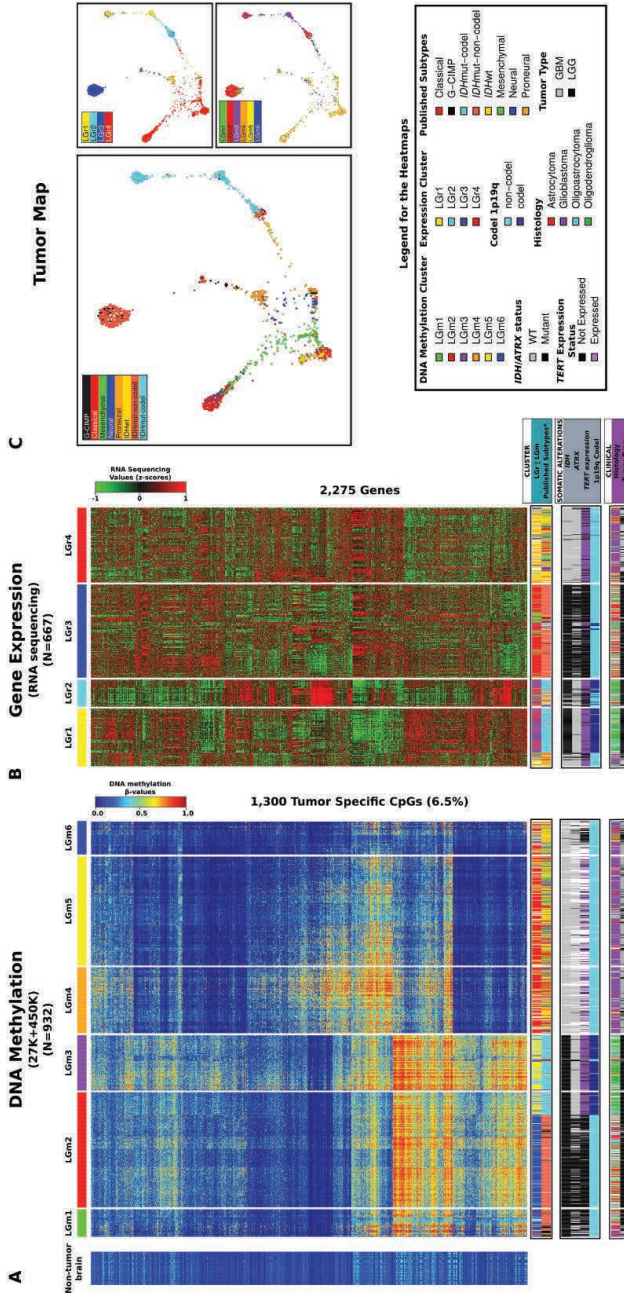 A
DNA Methylation
(27K+450K)
(N=932)
Non-tumor
brain
LGm1
LGm2
LGm3
LGm4
LGm5
LGm6
DNA methylation
β-values
0.0
0.5
1.0
1,300 Tumor Specific CpGs (6.5%)
B
Gene Expression
(RNA sequencing)
(N=667)
LGr1
LGr2
LGr3
LGr4
RNA Sequencing
Values (z-scores)
-1
0
1
2,275 Genes
CLUSTER
LGr | LGm
Published Subtypes*
SOMATIC ALTERATIONS
IDH
ATRX
TERT expression
1p19q Codel
CLINICAL
Histology
C
Tumor Map
G-CIMP
Classical
Mesenchymal
Neural
Proneural
IDHwt
IDHmut-non-codel
IDHmut-codel
LGr1
LGr2
LGr3
LGr4
LGm1
LGm2
LGm3
LGm4
LGm5
LGm6
Legend for the Heatmaps
DNA Methylation Cluster
LGm1
LGm2
LGm3
LGm4
LGm5
LGm6
IDH/ATRX status
WT
Mutant
TERT Expression
Status
Not Expressed
Expressed
Expression Cluster
LGr1
LGr2
LGr3
LGr4
Codel 1p19q
non-codel
codel
Histology
Astrocytoma
Glioblastoma
Oligoastrocytoma
Oligodendroglioma
Published Subtypes
Classical
G-CIMP
IDHmut-codel
IDHmut-non-codel
IDHwt
Mesenchymal
Neural
Proneural
Tumor Type
GBM
LGG